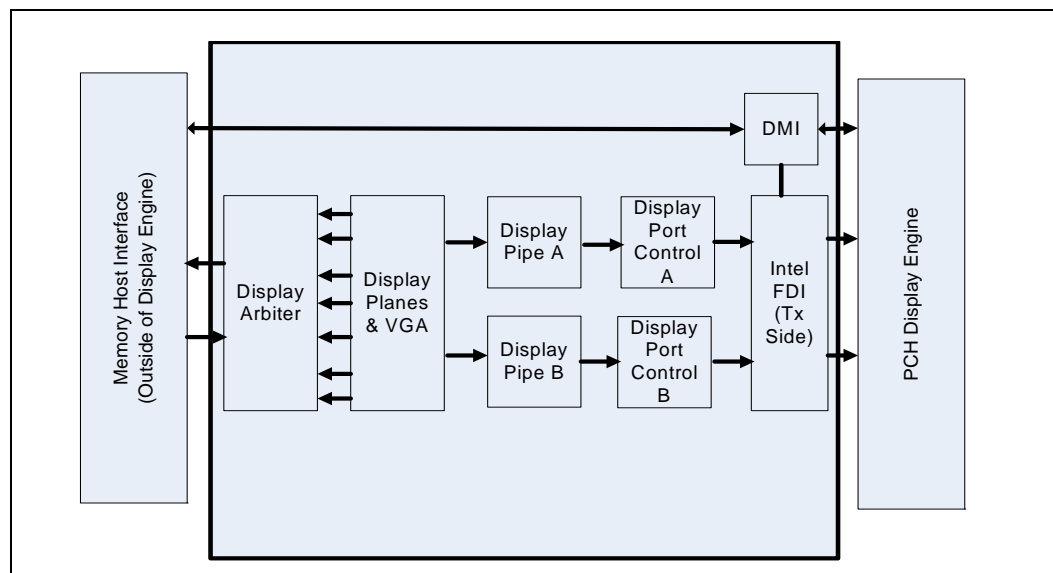 Memory Host Interface
(Outside of Display Engine)
Display
Arbiter
Display
Planes
& VGA
Display
Pipe A
Display
Port
Control
A
Display
Pipe B
Display
Port
Control
B
DMI
Intel
FDI
(Tx
Side)
PCH Display Engine